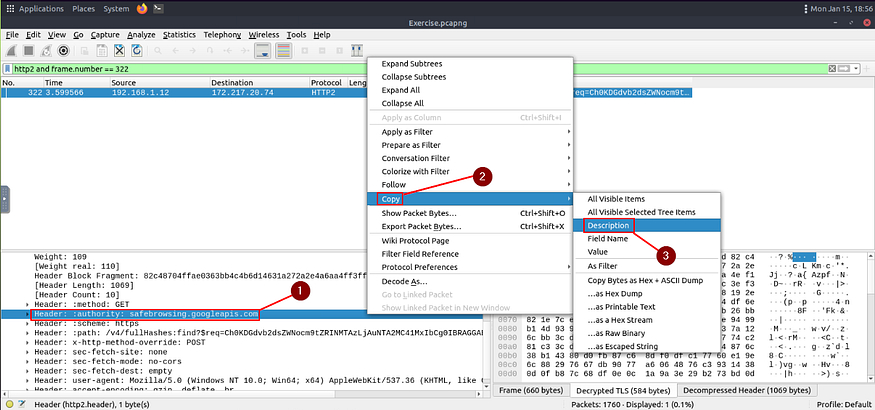 Applications Places System Mon Jan 15, 18:56
Exercise.pcapng
File Edit View Go Capture Analyze Statistics Telephony Wireless Tools Help
http2 and frame.number == 322
No. Time Source Destination Protocol Leng
322 3.599566 192.168.1.12 172.217.20.74 HTTP2 req=Ch0KDGdvb2dsZWNocm9t…
Expand Subtrees
Collapse Subtrees
Expand All
Collapse All
Apply as Column Ctrl+Shift+I
Apply as Filter
Prepare as Filter
Conversation Filter
Colorize with Filter
Follow
Copy
2
Show Packet Bytes… Ctrl+Shift+O
Export Packet Bytes… Ctrl+Shift+X
Wiki Protocol Page
Filter Field Reference
Protocol Preferences
Decode As…
Go to Linked Packet
Show Linked Packet in New Window
All Visible Items
All Visible Selected Tree Items
Description
3
Field Name
Value
As Filter
Copy Bytes as Hex + ASCII Dump
…as Hex Dump
…as Printable Text
…as a Hex Stream
…as Raw Binary
…as Escaped String
Weight: 109
[Weight real: 110]
Header Block Fragment: 82c48704ffae0363bb4c4b6d14631a272a2e4a6aa4ff3ff
[Header Length: 1069]
[Header Count: 10]
1
Header: :method: GET
Header: :authority: safebrowsing.googleapis.com
Header: :scheme: https
Header: :path: /v4/fullHashes:find?$req=Ch0KDGdvb2dsZWNocm9tZRINMTAzLjAuNTA2MC41MxIbCg0IBRAGGAE
Header: x-http-method-override: POST
Header: sec-fetch-site: none
Header: sec-fetch-mode: no-cors
Header: sec-fetch-dest: empty
Header: user-agent: Mozilla/5.0 (Windows NT 10.0; Win64; x64) AppleWebKit/537.36 (KHTML, like G
Header: accept-encoding: gzip, deflate, br
Frame (660 bytes) Decrypted TLS (584 bytes) Decompressed Header (1069 bytes)
Header (http2.header), 1 byte(s) Packets: 1760 · Displayed: 1 (0.1%) Profile: Default